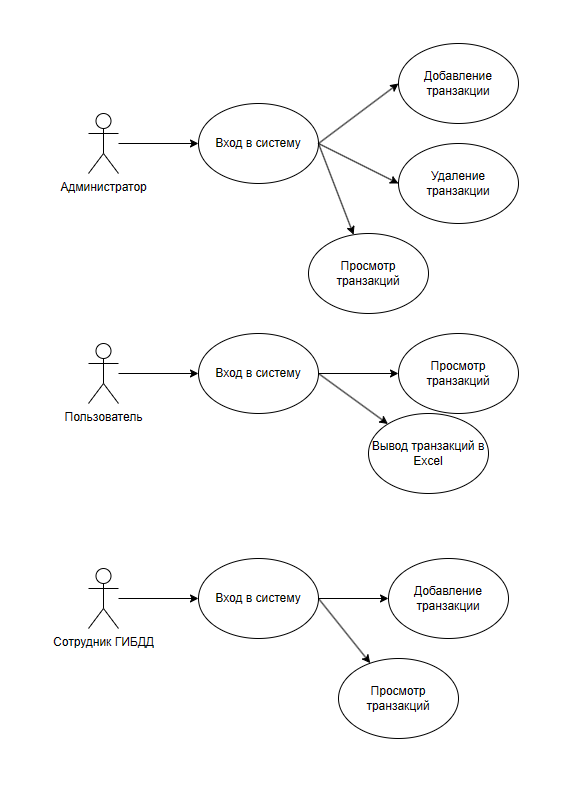 Добавление
транзакции
Вход в систему
Удаление
транзакции
Администратор
Просмотр
транзакций
Вход в систему
Просмотр
транзакций
Пользователь
Вывод транзакций в
Excel
Вход в систему
Добавление
транзакции
Сотрудник ГИБДД
Просмотр
транзакций